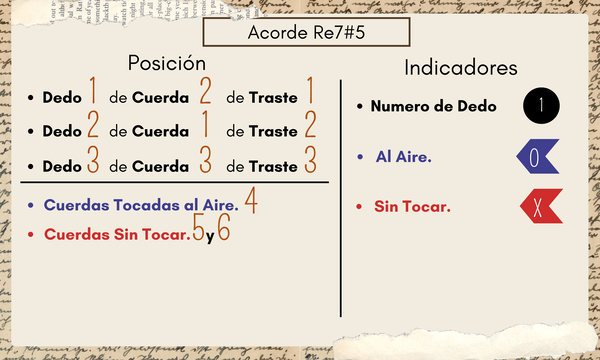 Acorde Re7#5
Posición
Dedo 1 de Cuerda 2 de Traste 1
Dedo 2 de Cuerda 1 de Traste 2
Dedo 3 de Cuerda 3 de Traste 3
Cuerdas Tocadas al Aire. 4
Cuerdas Sin Tocar. 5 y 6
Indicadores
Numero de Dedo 1
Al Aire. 0
Sin Tocar. X